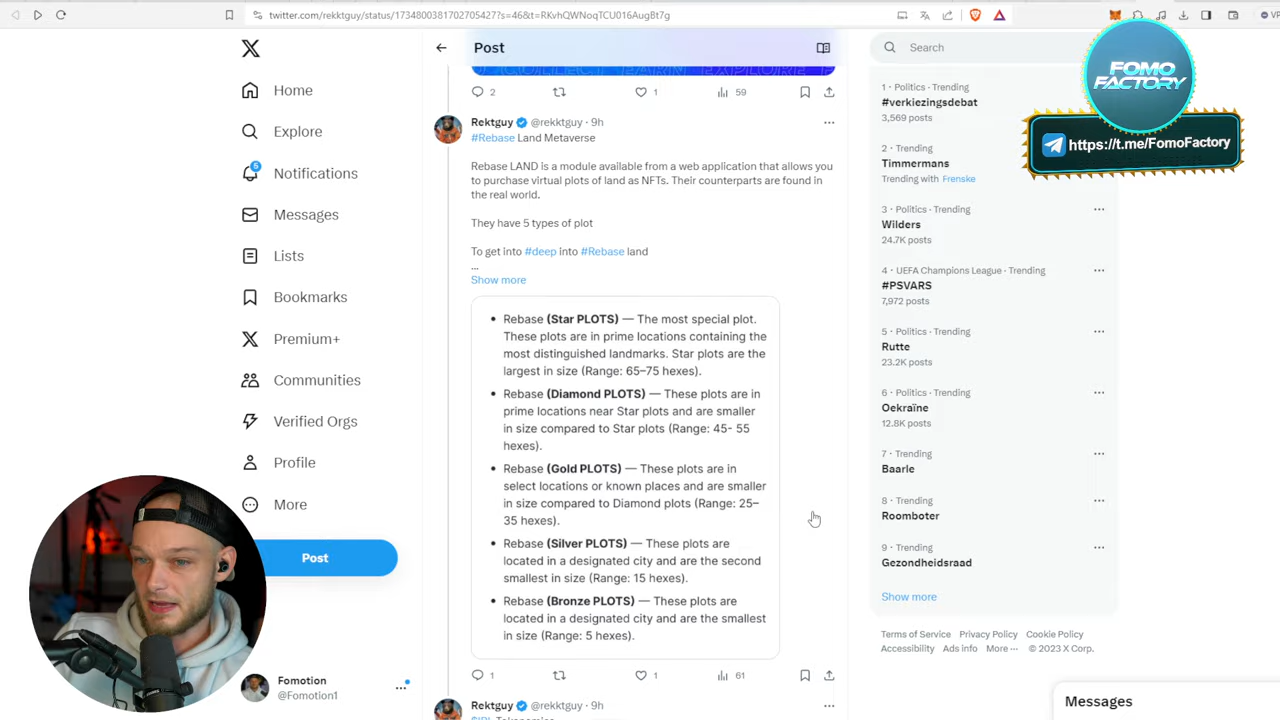 twitter.com/rekktguy/status/1734800381702705427?s=46&t=RKvhQWNoqTCU016AugBt7g
VP
Home
Explore
5
Notifications
Messages
Lists
Bookmarks
Premium+
Communities
Verified Orgs
Profile
More
Post
Fomotion
@Fomotion1
Post
COLLECT EARN EXPLORE
2
1
59
Rektguy @rekktguy · 9h
#Rebase Land Metaverse
Rebase LAND is a module available from a web application that allows you
to purchase virtual plots of land as NFTs. Their counterparts are found in
the real world.
They have 5 types of plot
To get into #deep into #Rebase land
...
Show more
• Rebase (Star PLOTS) — The most special plot.
These plots are in prime locations containing the
most distinguished landmarks. Star plots are the
largest in size (Range: 65–75 hexes).
• Rebase (Diamond PLOTS) — These plots are in
prime locations near Star plots and are smaller
in size compared to Star plots (Range: 45- 55
hexes).
• Rebase (Gold PLOTS) — These plots are in
select locations or known places and are smaller
in size compared to Diamond plots (Range: 25–
35 hexes).
• Rebase (Silver PLOTS) — These plots are
located in a designated city and are the second
smallest in size (Range: 15 hexes).
• Rebase (Bronze PLOTS) — These plots are
located in a designated city and are the smallest
in size (Range: 5 hexes).
1
1
61
Rektguy @rekktguy · 9h
Search
FOMO
FACTORY
https://t.me/FomoFactory
1 · Politics · Trending
#verkiezingsdebat
3,569 posts
2 · Trending
Timmermans
Trending with Frenske
3 · Politics · Trending
Wilders
24.7K posts
4 · UEFA Champions League · Trending
#PSVARS
7,972 posts
5 · Politics · Trending
Rutte
23.2K posts
6 · Politics · Trending
Oekraïne
12.8K posts
7 · Trending
Baarle
8 · Trending
Roomboter
9 · Trending
Gezondheidsraad
Show more
Terms of Service Privacy Policy Cookie Policy
Accessibility Ads info More ··· © 2023 X Corp.
Messages